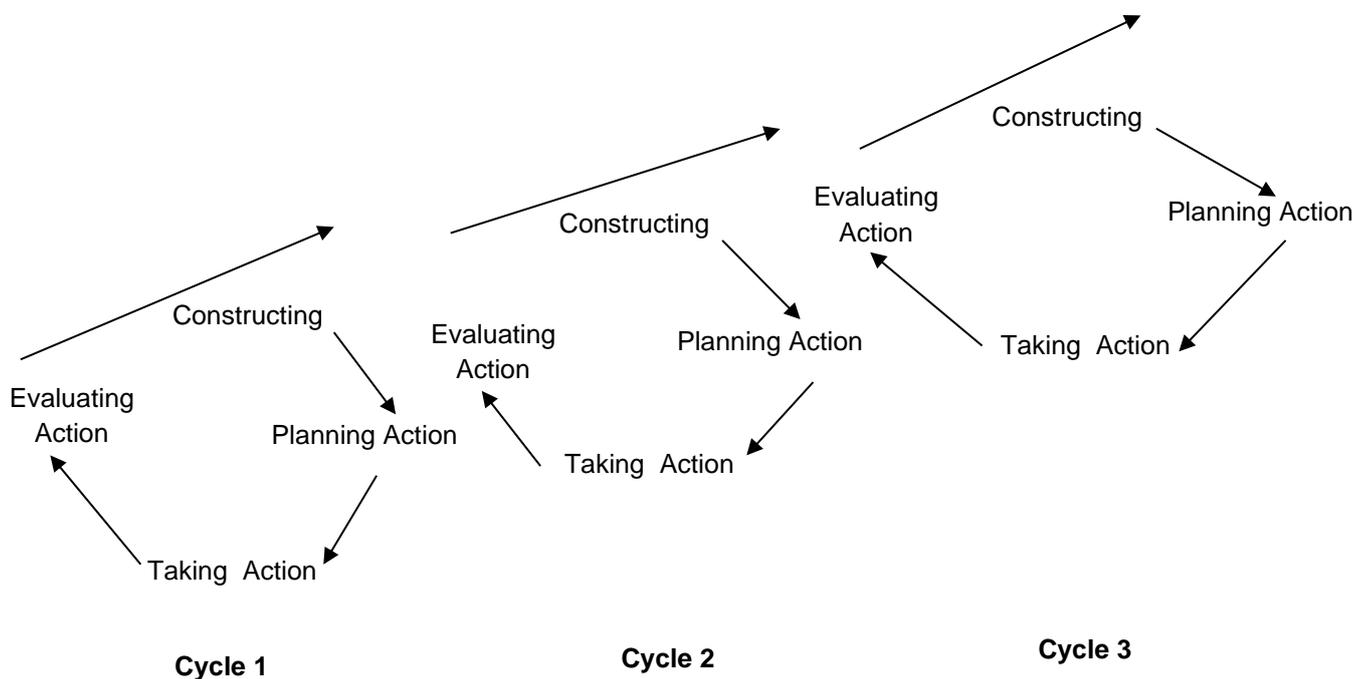 Constructing
Evaluating
Action
Planning Action
Taking Action
Cycle 1
Constructing
Evaluating
Action
Planning Action
Taking Action
Cycle 2
Constructing
Evaluating
Action
Planning Action
Taking Action
Cycle 3